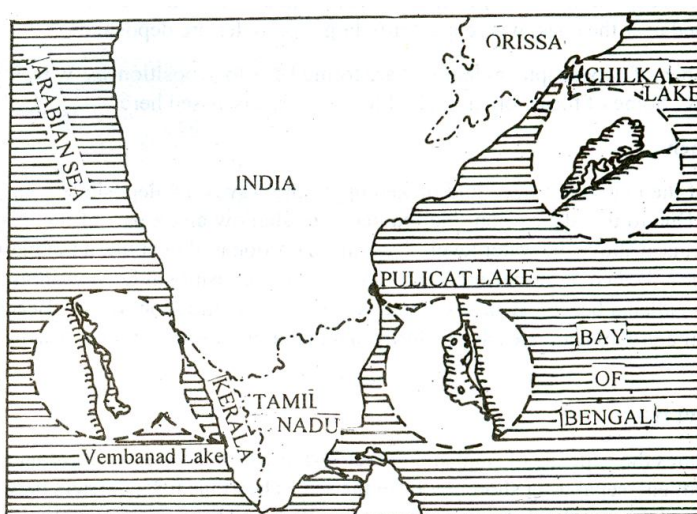 ORISSA
CHILKA
LAKE
ARABIAN SEA
INDIA
PULICAT LAKE
BAY
OF
BENGAL
KERALA
TAMIL
NADU
Vembanad Lake